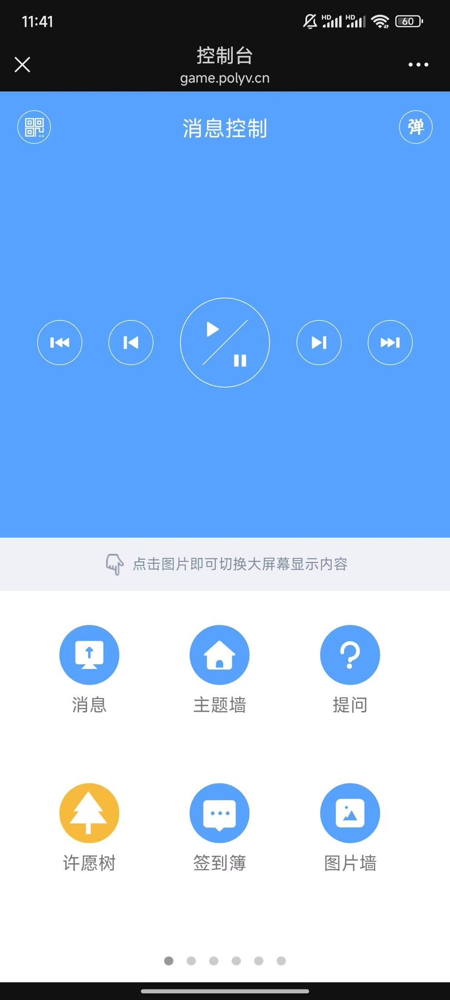 11:41
HD HD 60
控制台
game.polyv.cn
消息控制
弹
点击图片即可切换大屏幕显示内容
消息 主题墙 提问
许愿树 签到簿 图片墙